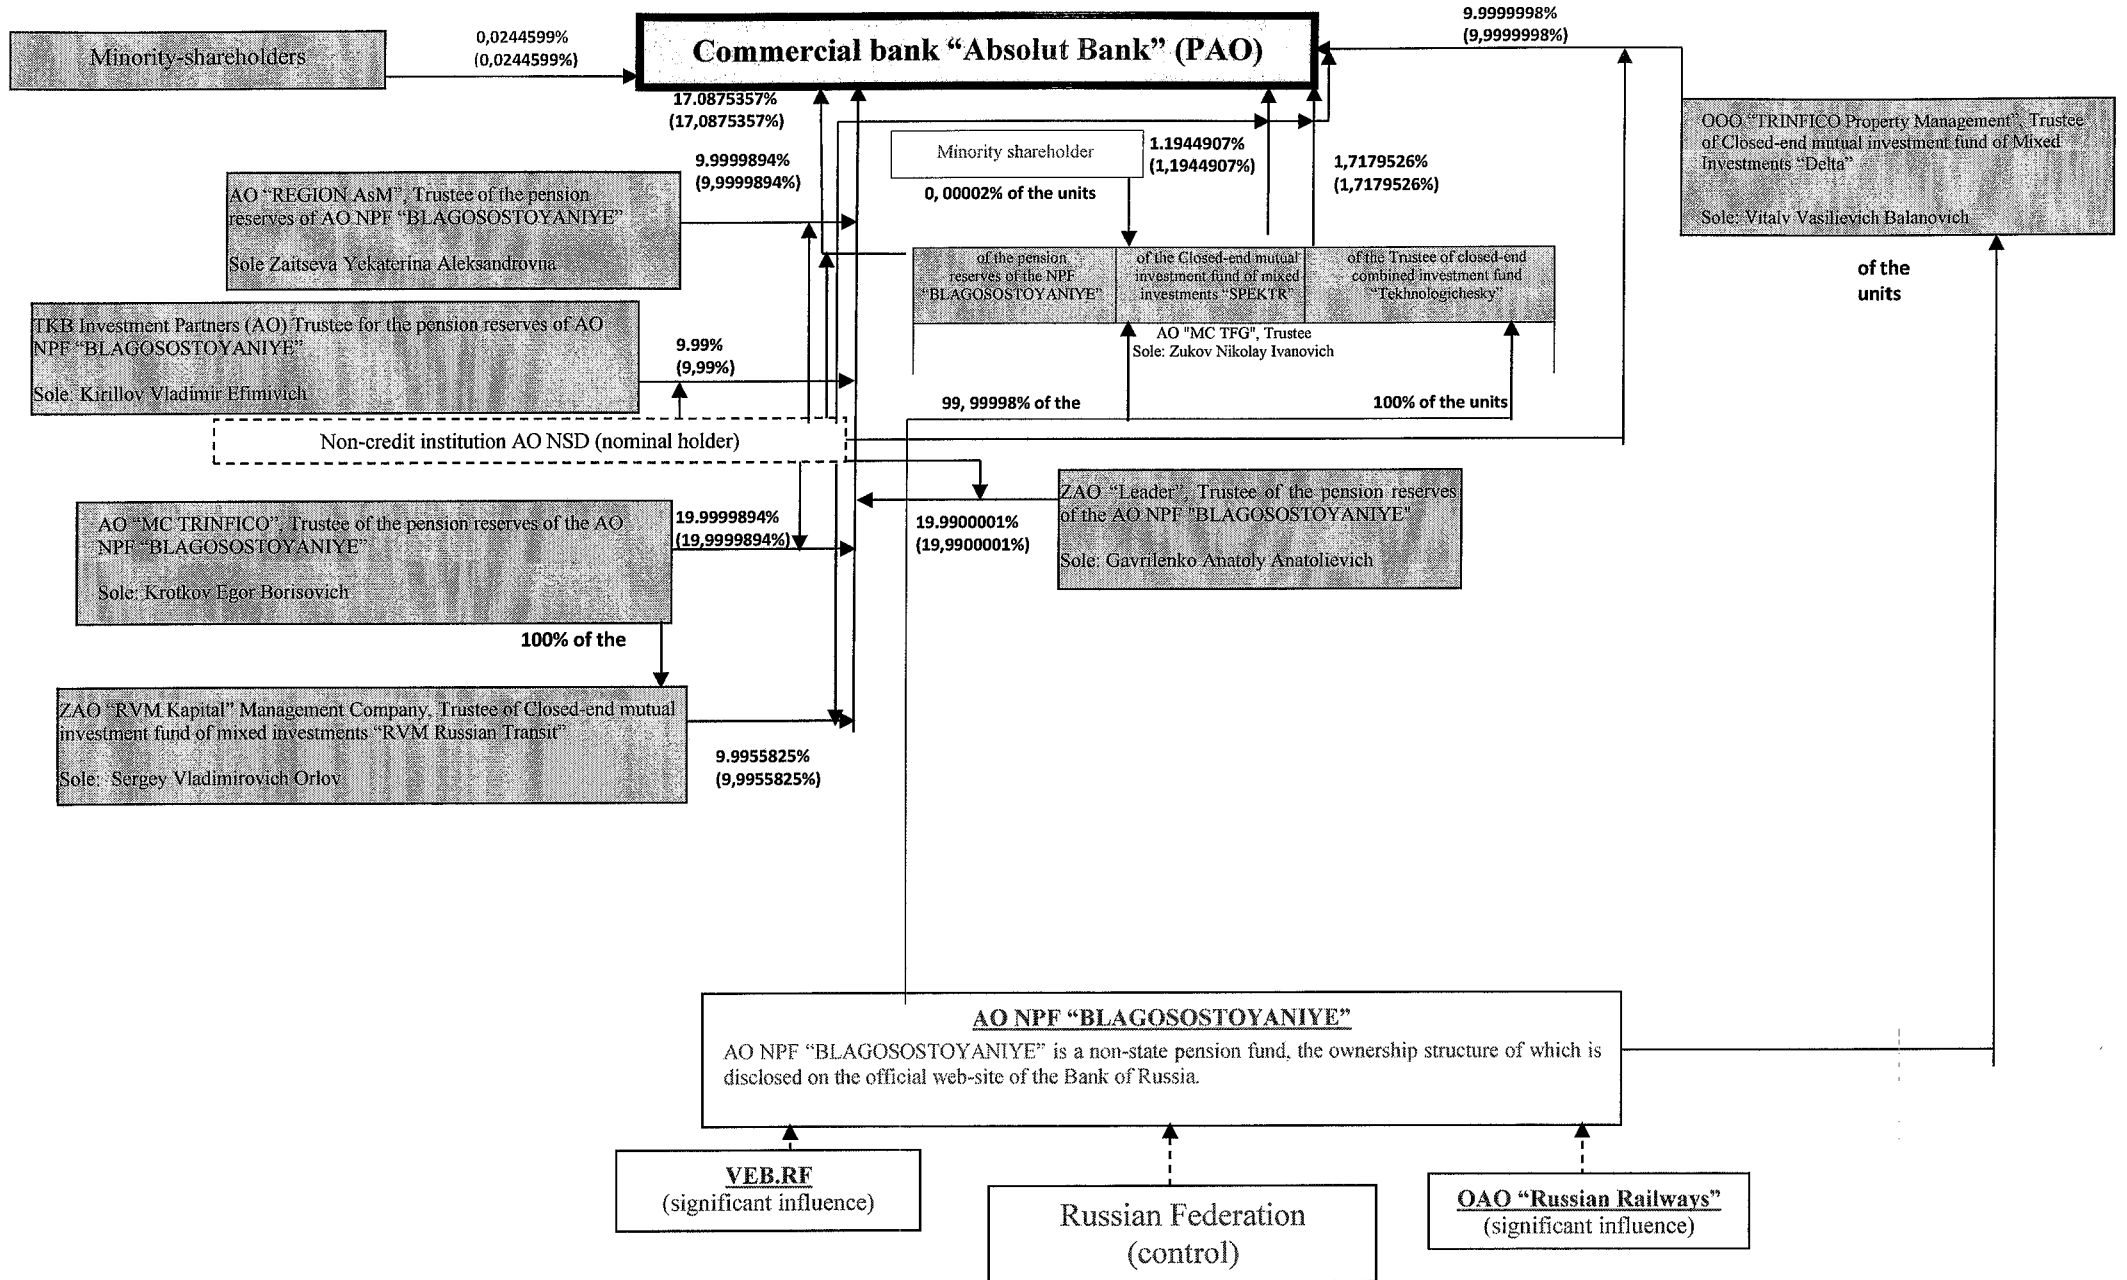 9.9999998%
(9,9999998%)
0,0244599%
(0,0244599%)
Commercial bank “Absolut Bank” (PAO)
Minority-shareholders
17.0875357%
(17,0875357%)
OOO “TRINFICO Property Management”, Trustee
of Closed-end mutual investment fund of Mixed
Investments “Delta”
Sole: Vitalv Vasilievich Balanovich
Minority shareholder
1.1944907%
(1,1944907%)
9.9999894%
(9,9999894%)
1,7179526%
(1,7179526%)
0, 00002% of the units
AO “REGION AsM”, Trustee of the pension
reserves of AO NPF “BLAGOSOSTOYANIYE”
Sole Zaitseva Yekaterina Aleksandrovna
of the pension
reserves of the NPF
“BLAGOSOSTOYANIYE”
of the Closed-end mutual
investment fund of mixed
investments “SPEKTR”
of the Trustee of closed-end
combined investment fund
“Tekhnologichesky”
of the
units
AO "MC TFG", Trustee
Sole: Zukov Nikolay Ivanovich
TKB Investment Partners (AO) Trustee for the pension reserves of AO
NPF “BLAGOSOSTOYANIYE”
Sole: Kirillov Vladimir Efimivich
9.99%
(9,99%)
99, 99998% of the
100% of the units
Non-credit institution AO NSD (nominal holder)
ZAO “Leader”, Trustee of the pension reserves
of the AO NPF "BLAGOSOSTOYANIYE"
Sole: Gavrilenko Anatoly Anatolievich
19.9900001%
(19,9900001%)
AO “MC TRINFICO”, Trustee of the pension reserves of the AO
NPF “BLAGOSOSTOYANIYE”
Sole: Krotkov Egor Borisovich
19.9999894%
(19,9999894%)
100% of the
ZAO “RVM Kapital” Management Company, Trustee of Closed-end mutual
investment fund of mixed investments “RVM Russian Transit”
Sole: Sergey Vladimirovich Orlov
9.9955825%
(9,9955825%)
AO NPF “BLAGOSOSTOYANIYE”
AO NPF “BLAGOSOSTOYANIYE” is a non-state pension fund, the ownership structure of which is
disclosed on the official web-site of the Bank of Russia.
VEB.RF
(significant influence)
Russian Federation
(control)
OAO “Russian Railways”
(significant influence)